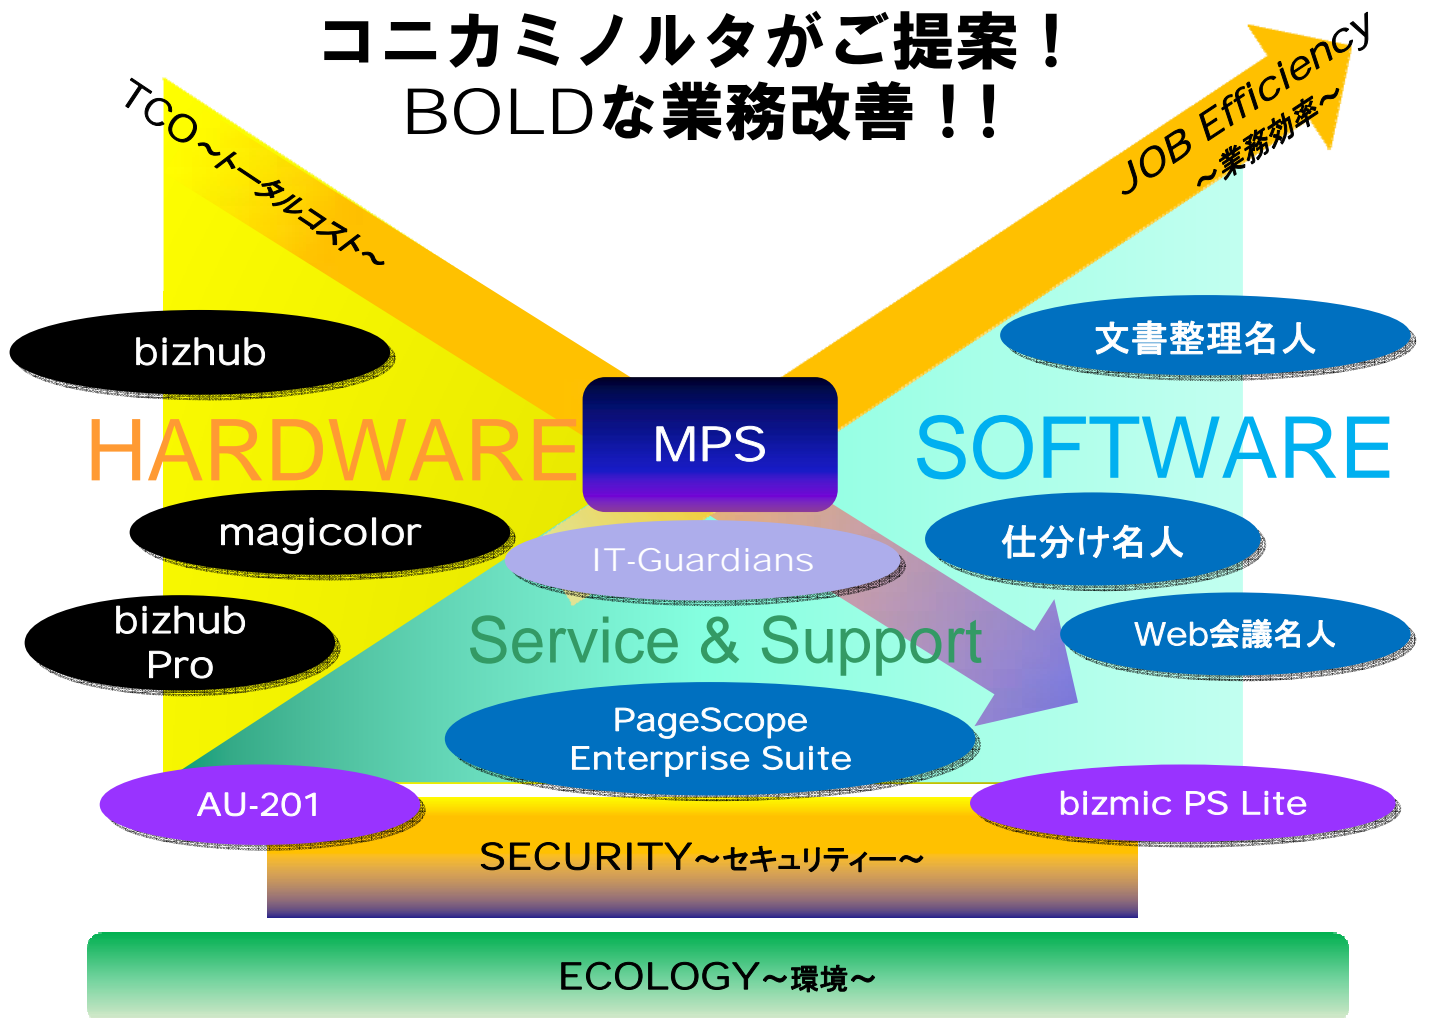 コニカミノルタがご提案！
BOLDな業務改善！！
TCO～トータルコスト～
JOB Efficiency
～業務効率～
bizhub
文書整理名人
HARDWARE
MPS
SOFTWARE
magicolor
IT-Guardians
仕分け名人
bizhub
Pro
Service & Support
Web会議名人
PageScope
Enterprise Suite
AU-201
bizmic PS Lite
SECURITY～セキュリティー～
ECOLOGY～環境～